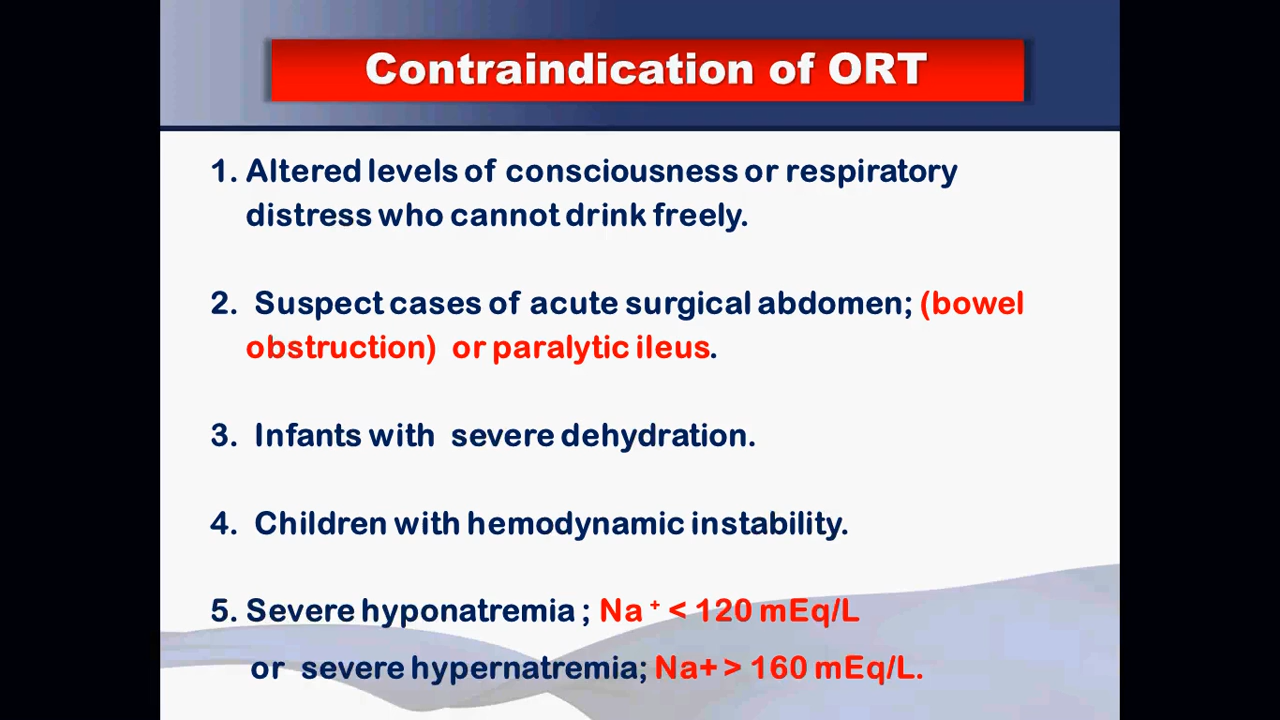 Contraindication of ORT
1. Altered levels of consciousness or respiratory
distress who cannot drink freely.
2. Suspect cases of acute surgical abdomen; (bowel
obstruction) or paralytic ileus.
3. Infants with severe dehydration.
4. Children with hemodynamic instability.
5. Severe hyponatremia ; Na⁺ < 120 mEq/L
or severe hypernatremia; Na+ > 160 mEq/L.